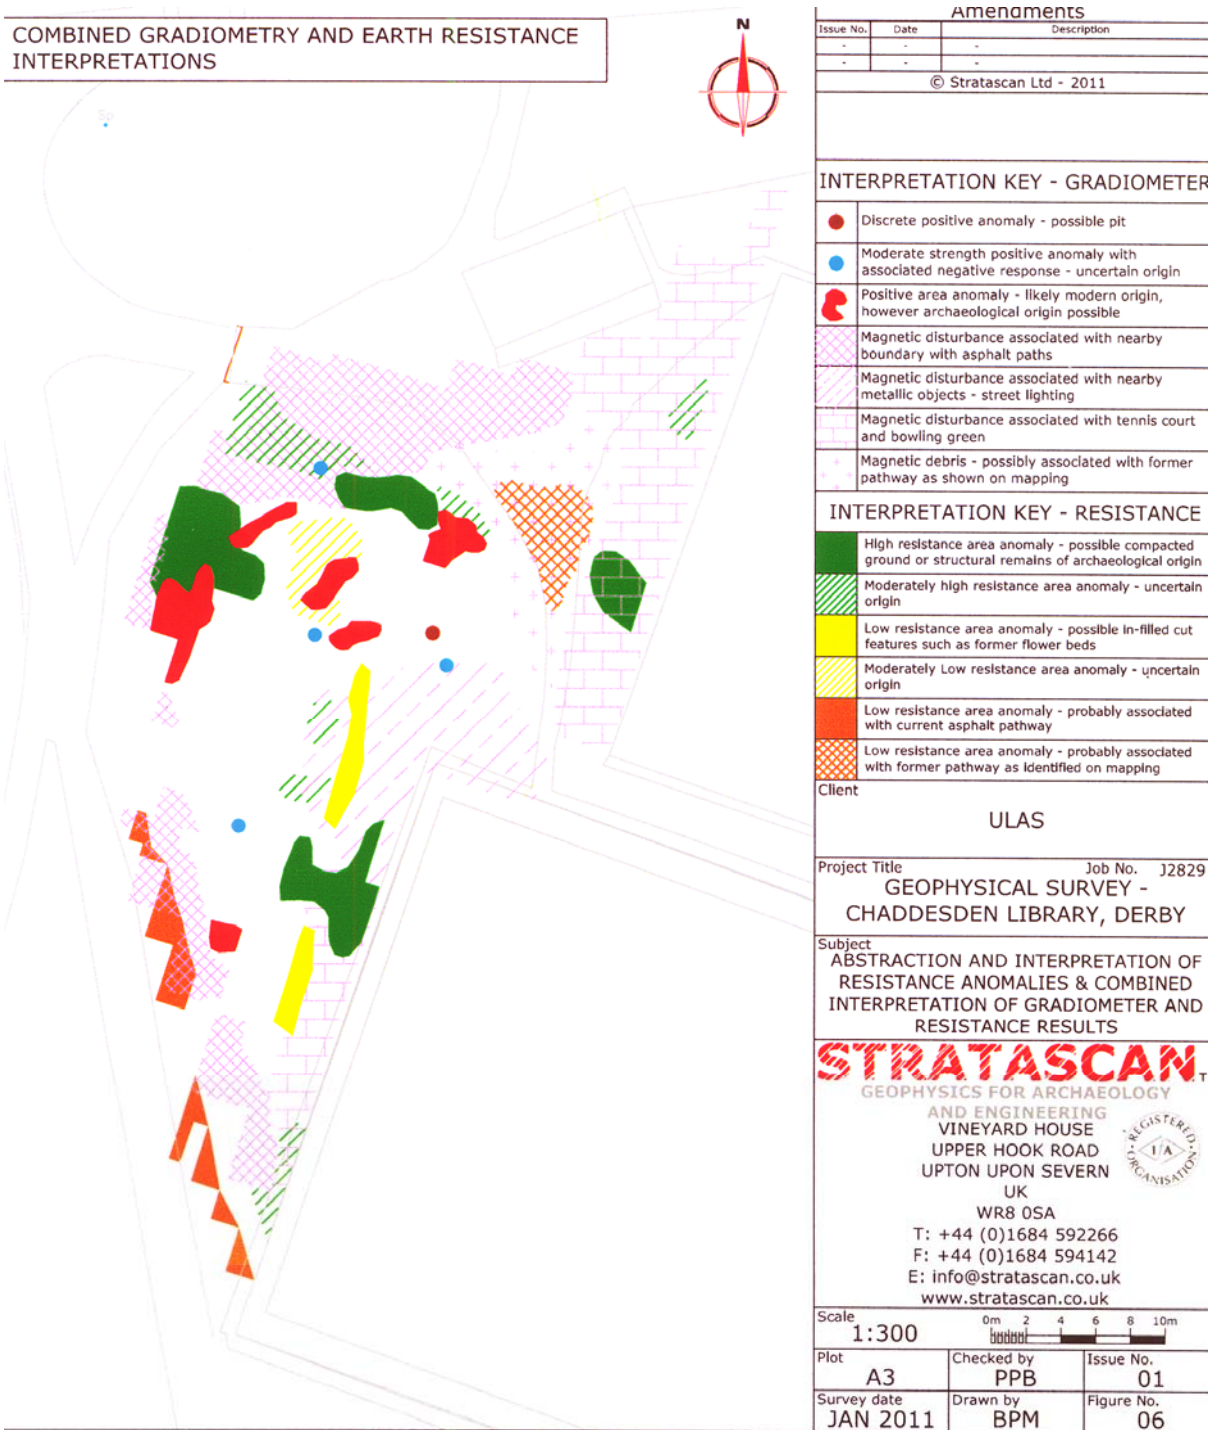 COMBINED GRADIOMETRY AND EARTH RESISTANCE
INTERPRETATIONS
N
Sp
Amendments
Issue No. Date Description
- - -
- - -
© Stratascan Ltd - 2011
INTERPRETATION KEY - GRADIOMETER
Discrete positive anomaly - possible pit
Moderate strength positive anomaly with
associated negative response - uncertain origin
Positive area anomaly - likely modern origin,
however archaeological origin possible
Magnetic disturbance associated with nearby
boundary with asphalt paths
Magnetic disturbance associated with nearby
metallic objects - street lighting
Magnetic disturbance associated with tennis court
and bowling green
Magnetic debris - possibly associated with former
pathway as shown on mapping
INTERPRETATION KEY - RESISTANCE
High resistance area anomaly - possible compacted
ground or structural remains of archaeological origin
Moderately high resistance area anomaly - uncertain
origin
Low resistance area anomaly - possible in-filled cut
features such as former flower beds
Moderately Low resistance area anomaly - uncertain
origin
Low resistance area anomaly - probably associated
with current asphalt pathway
Low resistance area anomaly - probably associated
with former pathway as identified on mapping
Client
ULAS
Project Title Job No. J2829
GEOPHYSICAL SURVEY -
CHADDESDEN LIBRARY, DERBY
Subject
ABSTRACTION AND INTERPRETATION OF
RESISTANCE ANOMALIES & COMBINED
INTERPRETATION OF GRADIOMETER AND
RESISTANCE RESULTS
STRATASCAN T
GEOPHYSICS FOR ARCHAEOLOGY
AND ENGINEERING
VINEYARD HOUSE
UPPER HOOK ROAD
UPTON UPON SEVERN
UK
WR8 0SA
T: +44 (0)1684 592266
F: +44 (0)1684 594142
E: info@stratascan.co.uk
www.stratascan.co.uk
REGISTERED
IfA
ORGANISATION
Scale
1:300
0m 2 4 6 8 10m
Plot
A3
Checked by
PPB
Issue No.
01
Survey date
JAN 2011
Drawn by
BPM
Figure No.
06